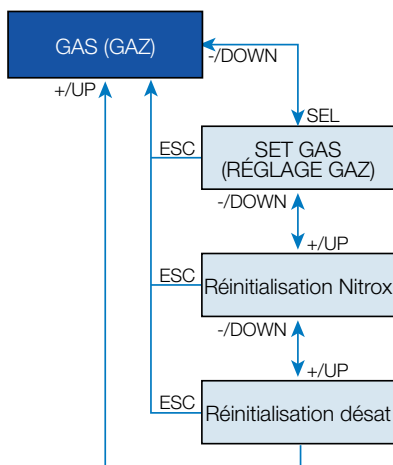 GAS (GAZ)
-/DOWN
+/UP
SEL
ESC
SET GAS
(RÉGLAGE GAZ)
-/DOWN
+/UP
ESC
Réinitialisation Nitrox
-/DOWN
+/UP
ESC
Réinitialisation désat